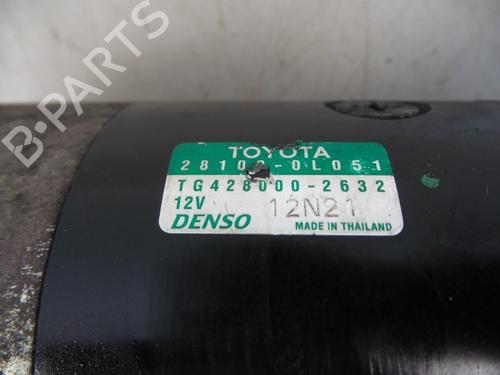 B-PARTS
TOYOTA
28100-0L051
TG428000-2632
12V 12N21
DENSO MADE IN THAILAND